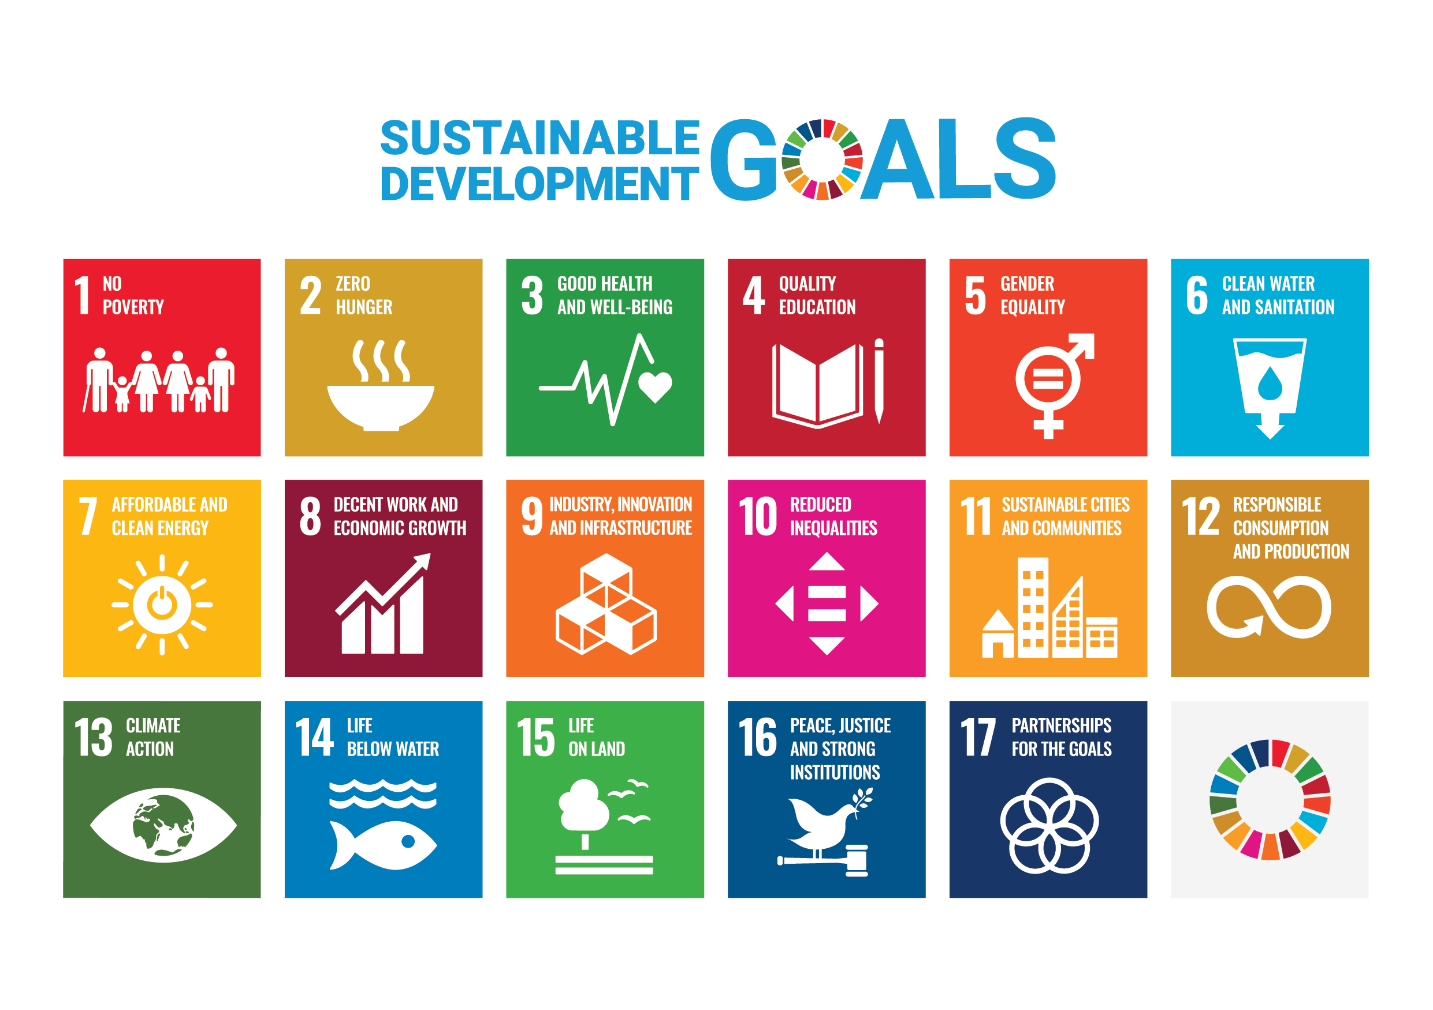 SUSTAINABLE
DEVELOPMENT GOALS
1 NO
POVERTY
2 ZERO
HUNGER
3 GOOD HEALTH
AND WELL-BEING
4 QUALITY
EDUCATION
5 GENDER
EQUALITY
6 CLEAN WATER
AND SANITATION
7 AFFORDABLE AND
CLEAN ENERGY
8 DECENT WORK AND
ECONOMIC GROWTH
9 INDUSTRY, INNOVATION
AND INFRASTRUCTURE
10 REDUCED
INEQUALITIES
11 SUSTAINABLE CITIES
AND COMMUNITIES
12 RESPONSIBLE
CONSUMPTION
AND PRODUCTION
13 CLIMATE
ACTION
14 LIFE
BELOW WATER
15 LIFE
ON LAND
16 PEACE, JUSTICE
AND STRONG
INSTITUTIONS
17 PARTNERSHIPS
FOR THE GOALS